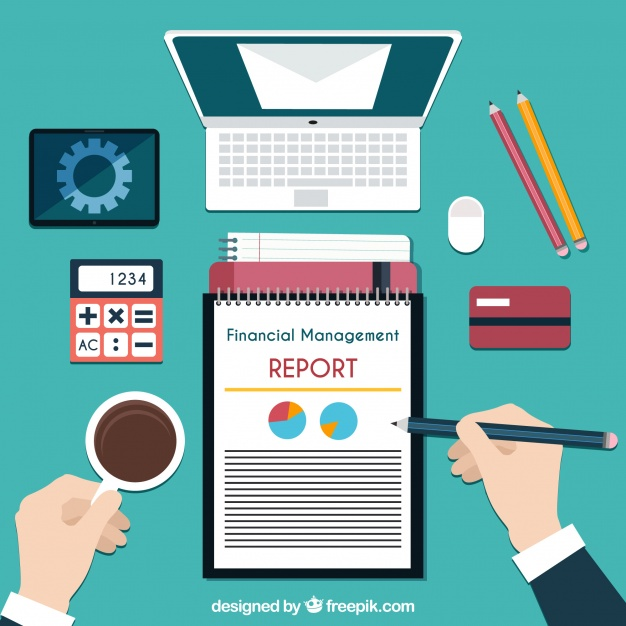 1234
+ × =
AC : −
Financial Management
REPORT
designed by freepik.com